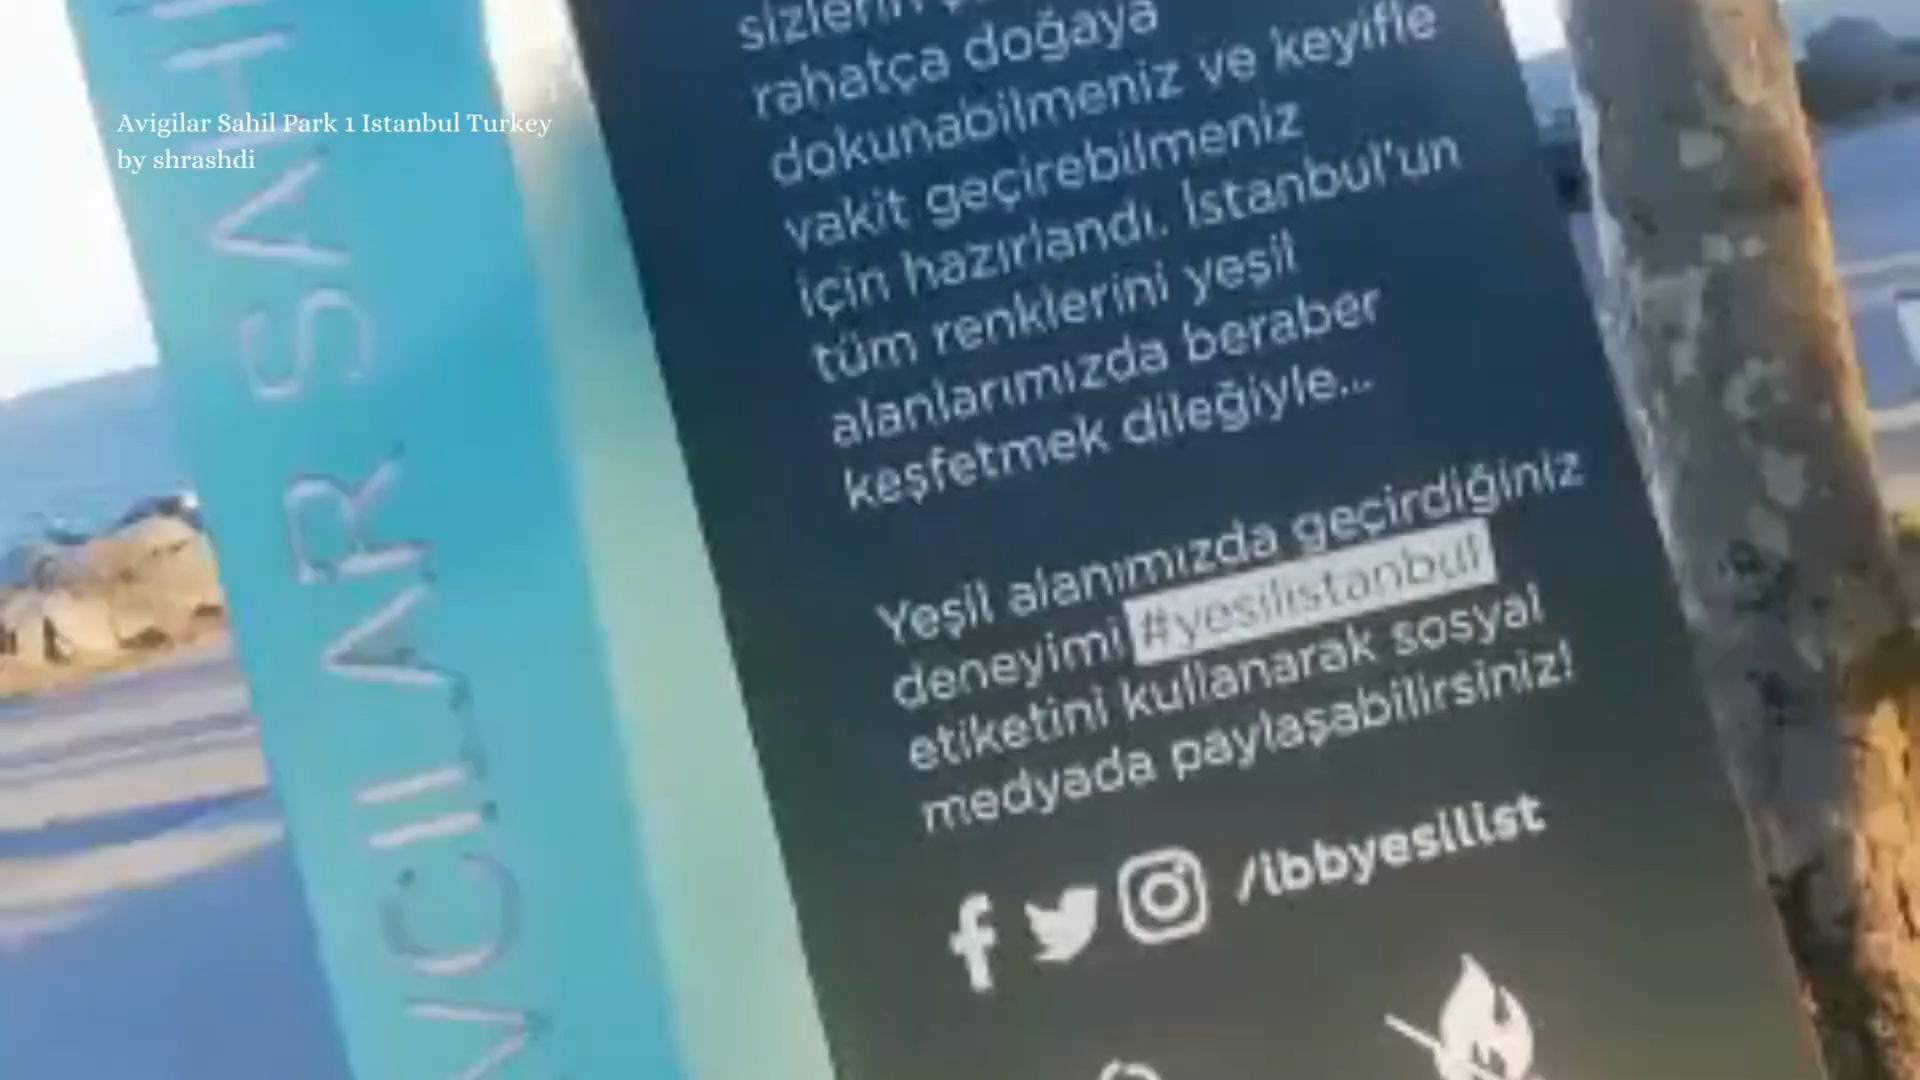 Avigilar Sahil Park 1 Istanbul Turkey
by shrashdi
AVCILAR SAHİ
sizlerin
rahatça doğaya
dokunabilmeniz ve keyifle
vakit geçirebilmeniz
için hazırlandı. İstanbul'un
tüm renklerini yeşil
alanlarımızda beraber
keşfetmek dileğiyle...
Yeşil alanımızda geçirdiğiniz
deneyimi #yesilistanbul
etiketini kullanarak sosyal
medyada paylaşabilirsiniz!
/ibbyesilist